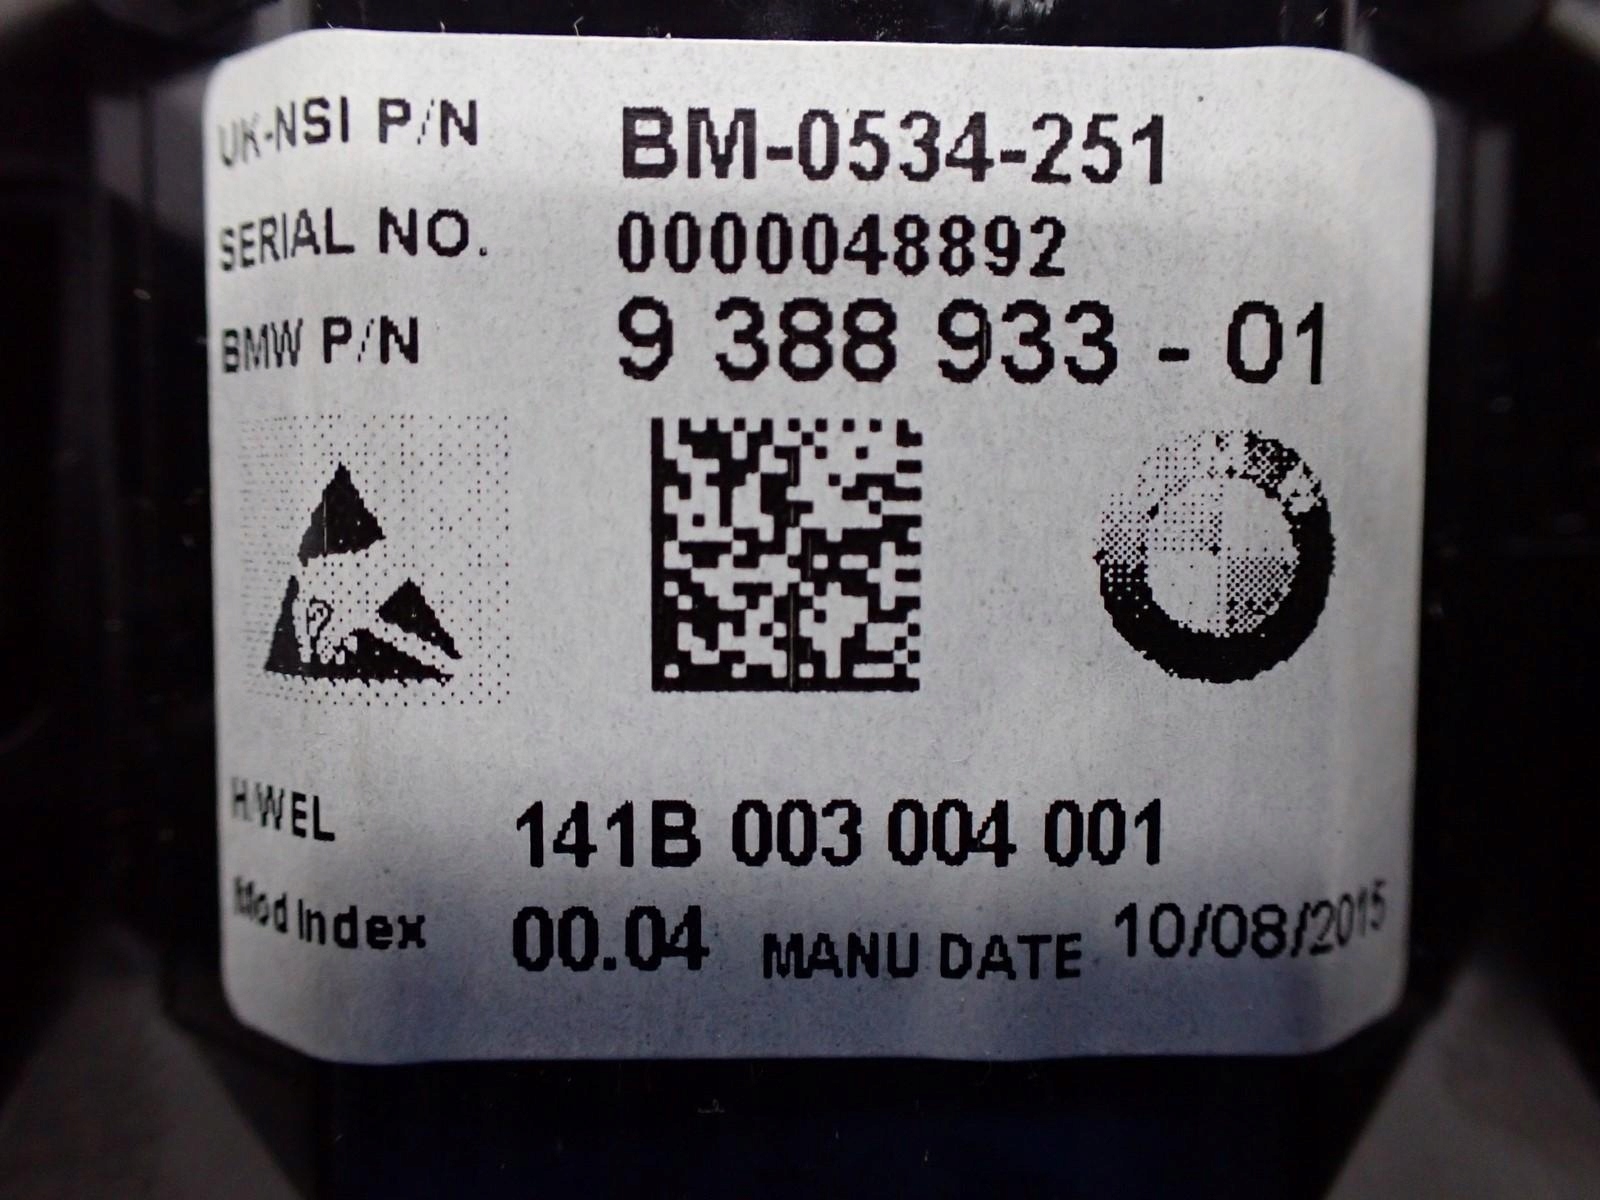 UK-NSI P/N BM-0534-251
SERIAL NO. 0000048892
BMW P/N 9 388 933 - 01
H/WEL 141B 003 004 001
Mod Index 00.04 MANU DATE 10/08/2015